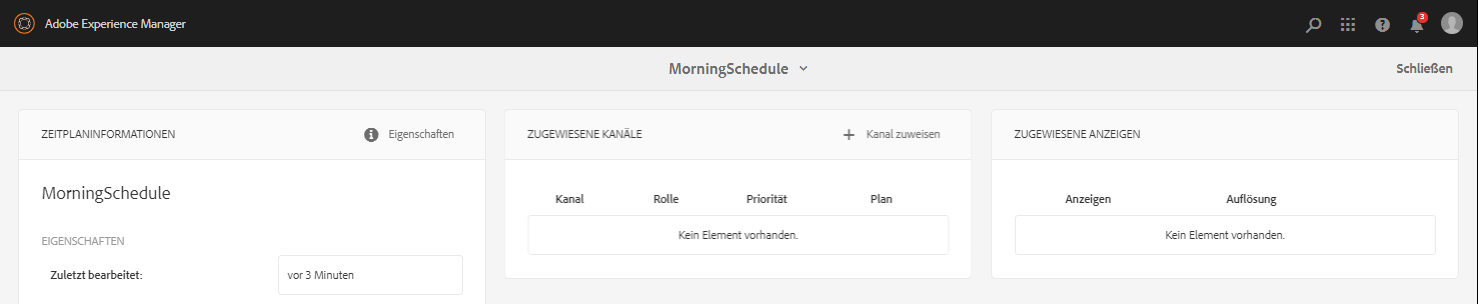 Adobe Experience Manager
3
MorningSchedule
Schließen
ZEITPLANINFORMATIONEN
Eigenschaften
MorningSchedule
EIGENSCHAFTEN
Zuletzt bearbeitet:
vor 3 Minuten
ZUGEWIESENE KANÄLE
Kanal zuweisen
Kanal Rolle Priorität Plan
Kein Element vorhanden.
ZUGEWIESENE ANZEIGEN
Anzeigen Auflösung
Kein Element vorhanden.